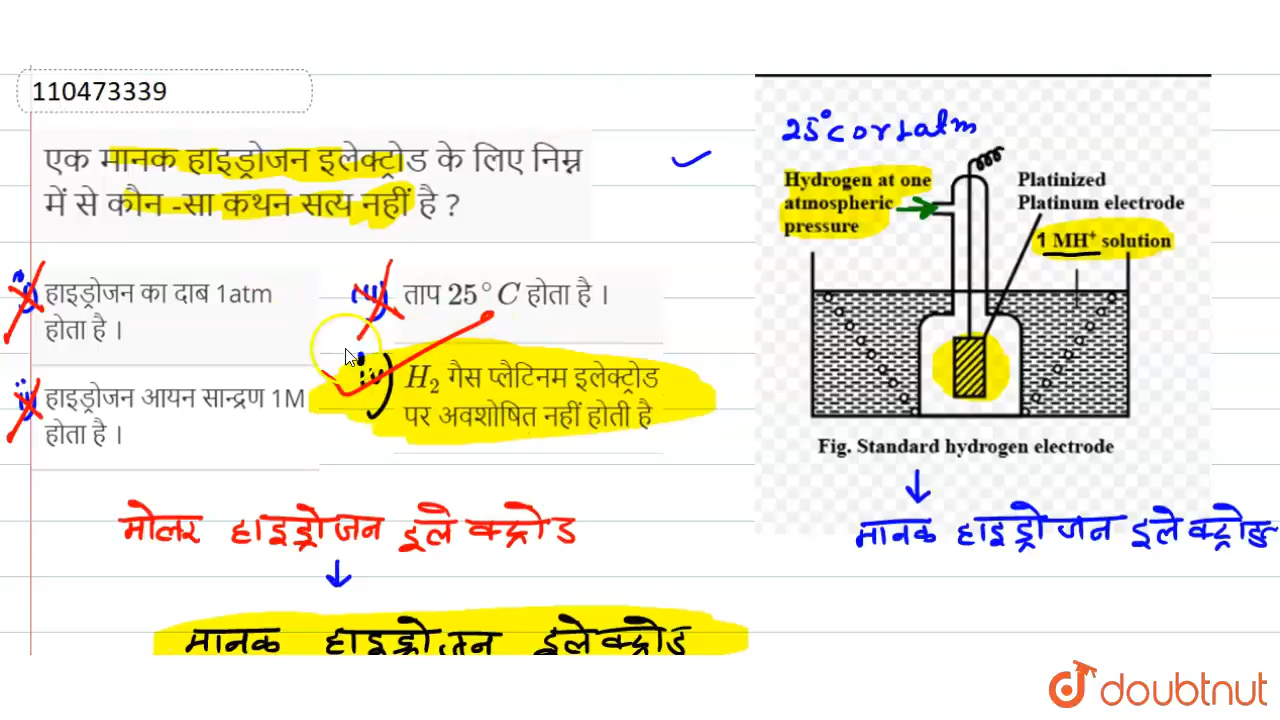 110473339
एक मानक हाइड्रोजन इलेक्ट्रोड के लिए निम्न
में से कौन -सा कथन सत्य नहीं है ?
i)
हाइड्रोजन का दाब 1atm
होता है ।
ii)
हाइड्रोजन आयन सान्द्रण 1M
होता है ।
ताप 25°C होता है ।
iv)
H₂ गैस प्लैटिनम इलेक्ट्रोड
पर अवशोषित नहीं होती है
मोलर हाइड्रोजन इलेक्ट्रोड
↓
मानक हाइड्रोजन इलेक्ट्रोड
25°C or 1atm
Hydrogen at one
atmospheric
pressure
Platinized
Platinum electrode
1 MH⁺ solution
Fig. Standard hydrogen electrode
↓
मानक हाइड्रोजन इलेक्ट्रोड
doubtnut